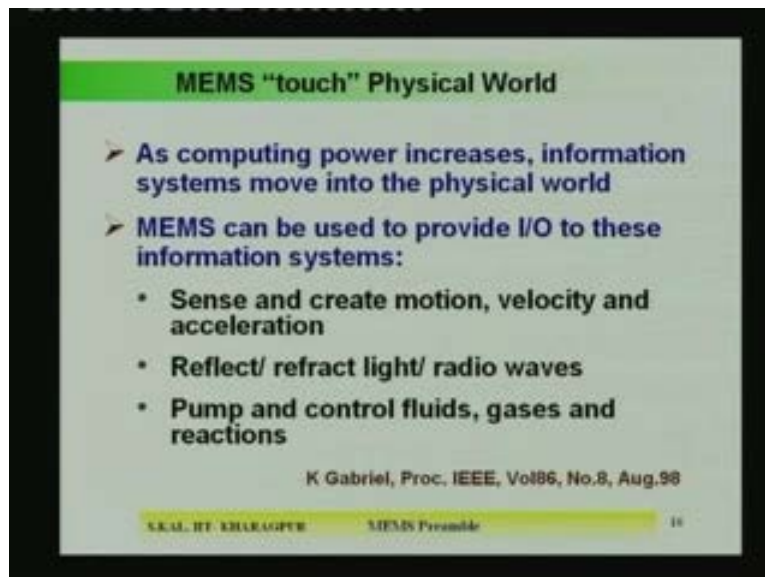 MEMS “touch” Physical World
➢ As computing power increases, information
systems move into the physical world
➢ MEMS can be used to provide I/O to these
information systems:
• Sense and create motion, velocity and
acceleration
• Reflect/ refract light/ radio waves
• Pump and control fluids, gases and
reactions
K Gabriel, Proc. IEEE, Vol86, No.8, Aug.98
KHARAGPUR MEMS Preamble